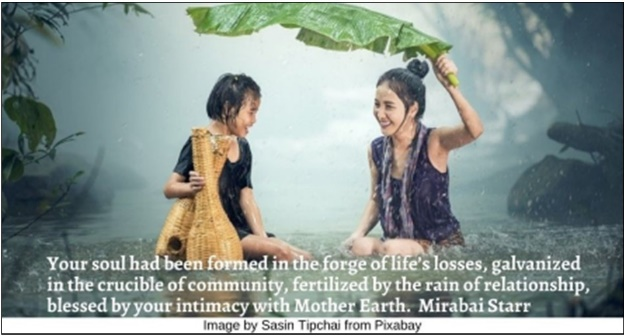 Your soul had been formed in the forge of life's losses, galvanized
in the crucible of community, fertilized by the rain of relationship,
blessed by your intimacy with Mother Earth.  Mirabai Starr
Image by Sasin Tipchai from Pixabay